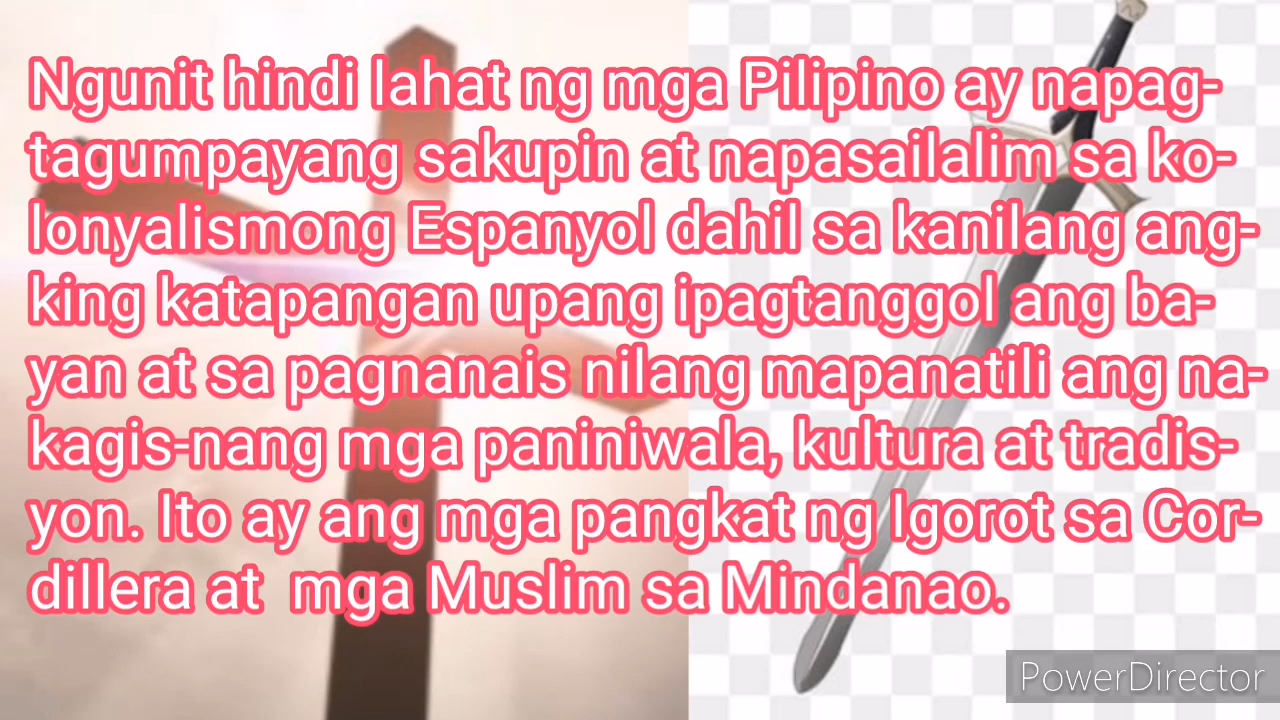 Ngunit hindi lahat ng mga Pilipino ay napag-
tagumpayang sakupin at napasailalim sa ko-
lonyalismong Espanyol dahil sa kanilang ang-
king katapangan upang ipagtanggol ang ba-
yan at sa pagnanais nilang mapanatili ang na-
kagis-nang mga paniniwala, kultura at tradis-
yon. Ito ay ang mga pangkat ng Igorot sa Cor-
dillera at  mga Muslim sa Mindanao.
PowerDirector